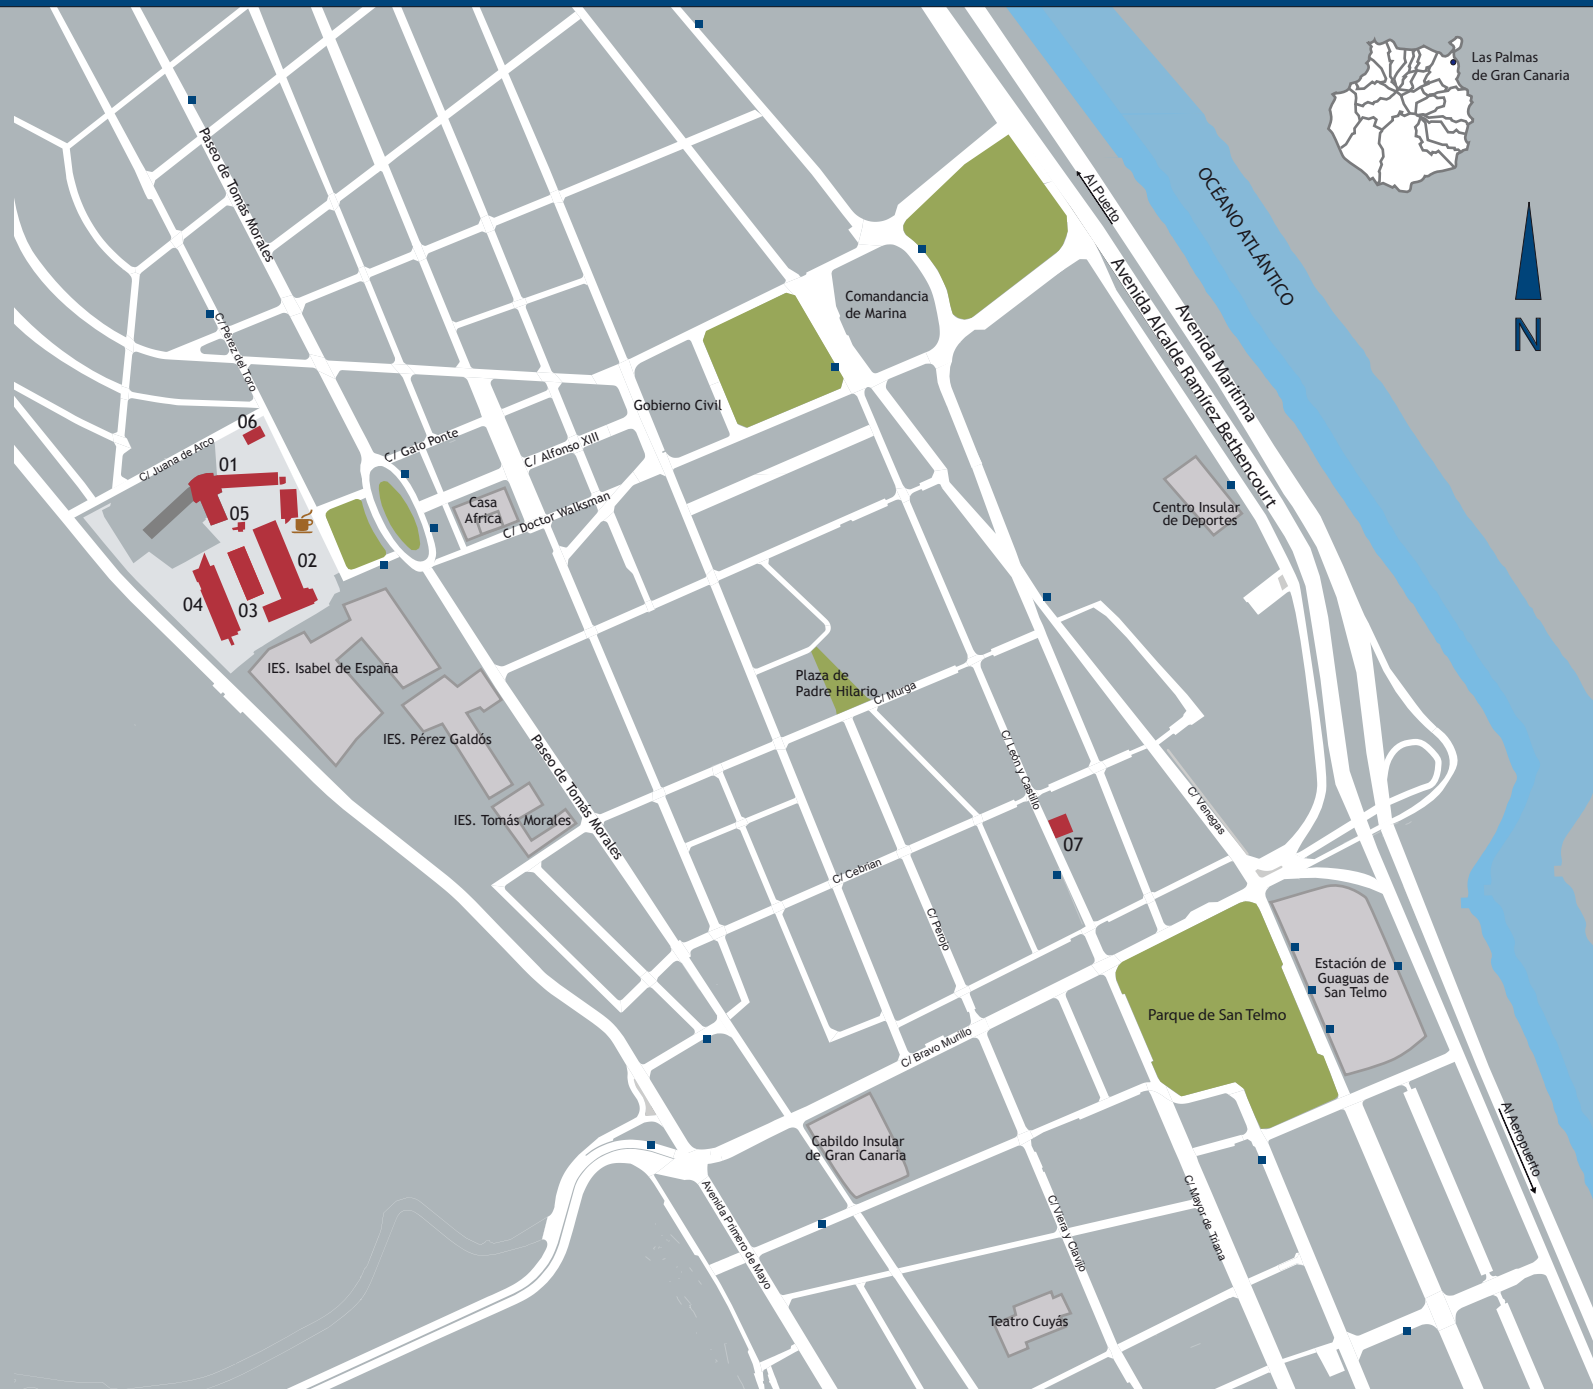 Las Palmas
de Gran Canaria
Paseo de Tomás Morales
Al Puerto
OCÉANO ATLÁNTICO
N
Avenida Alcalde Ramírez Bethencourt
Avenida Marítima
Comandancia
de Marina
C/ Pérez del Toro
Gobierno Civil
06
C/ Juana de Arco
C/ Galo Ponte
C/ Alfonso XIII
01
Casa
Africa
C/ Doctor Walksman
05
Centro Insular
de Deportes
02
04
03
IES. Isabel de España
Plaza de
Padre Hilario
C/ Murga
IES. Pérez Galdós
Paseo de Tomás Morales
C/ León y Castillo
C/ Venegas
IES. Tomás Morales
07
C/ Cebrian
C/ Perojo
Estación de
Guaguas de
San Telmo
Parque de San Telmo
C/ Bravo Murillo
Cabildo Insular
de Gran Canaria
Al Aeropuerto
Avenida Primero de Mayo
C/ Viera y Clavijo
C/ Mayor de Triana
Teatro Cuyás